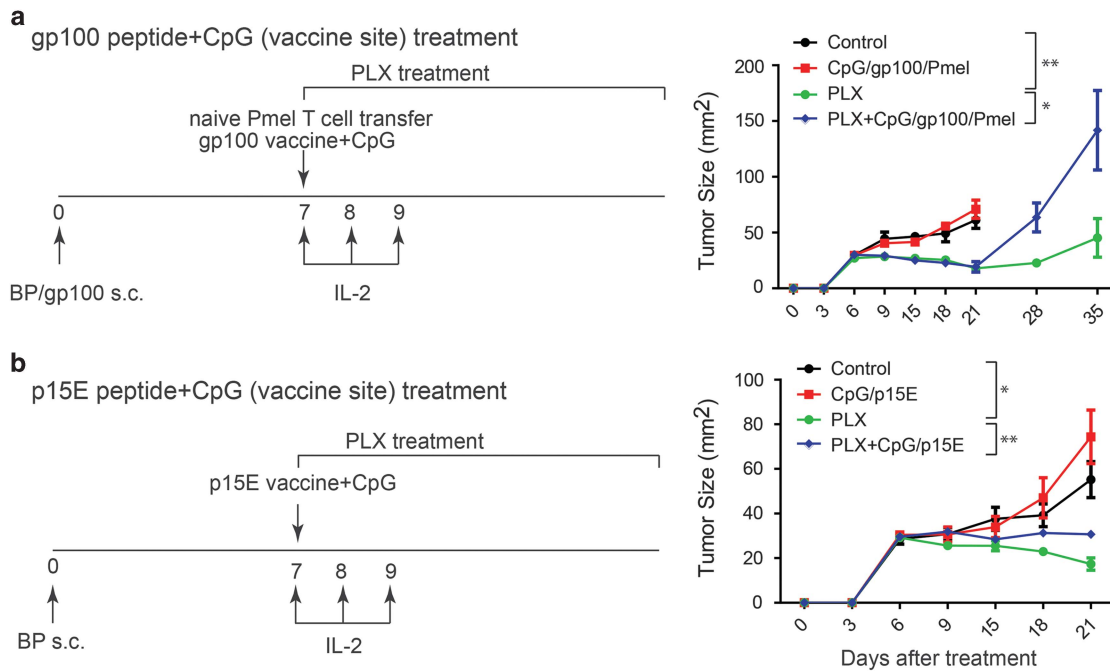 a
gp100 peptide+CpG (vaccine site) treatment
PLX treatment
naive Pmel T cell transfer
gp100 vaccine+CpG
0
7 8 9
BP/gp100 s.c.
IL-2
Control
CpG/gp100/Pmel
PLX
PLX+CpG/gp100/Pmel
**
*
Tumor Size (mm2)
200
150
100
50
0
0 3 6 9 15 18 21 28 35
b
p15E peptide+CpG (vaccine site) treatment
PLX treatment
p15E vaccine+CpG
0
7 8 9
BP s.c.
IL-2
Control
CpG/p15E
PLX
PLX+CpG/p15E
*
**
Tumor Size (mm2)
100
80
60
40
20
0
0 3 6 9 15 18 21
Days after treatment